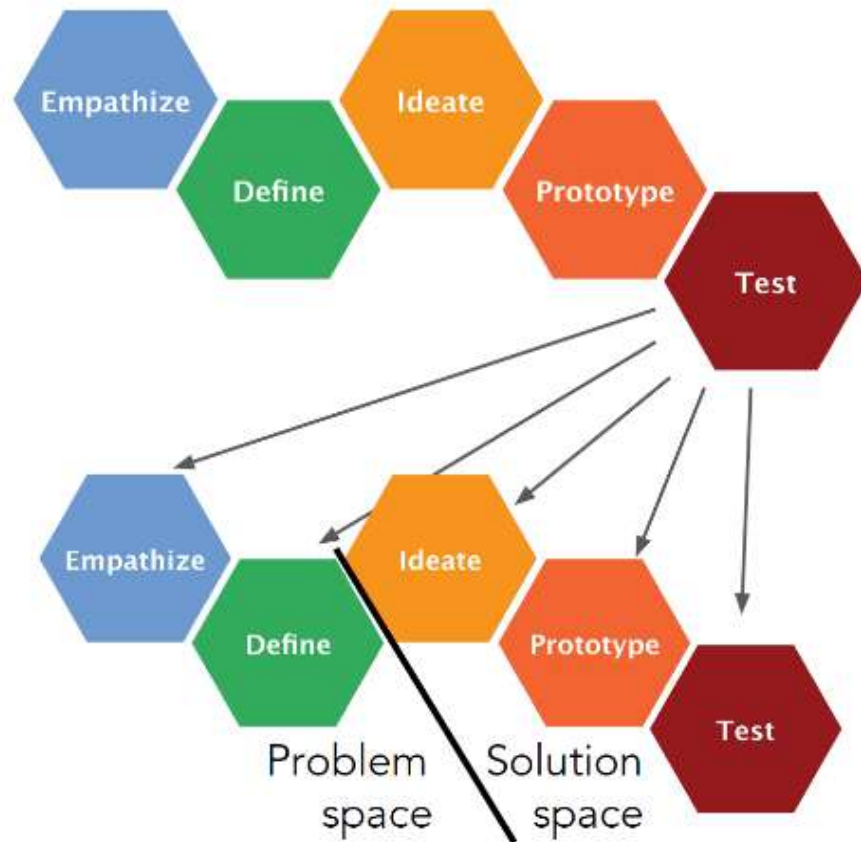 Empathize
Ideate
Define
Prototype
Test
Empathize
Ideate
Define
Prototype
Test
Problem
space
Solution
space